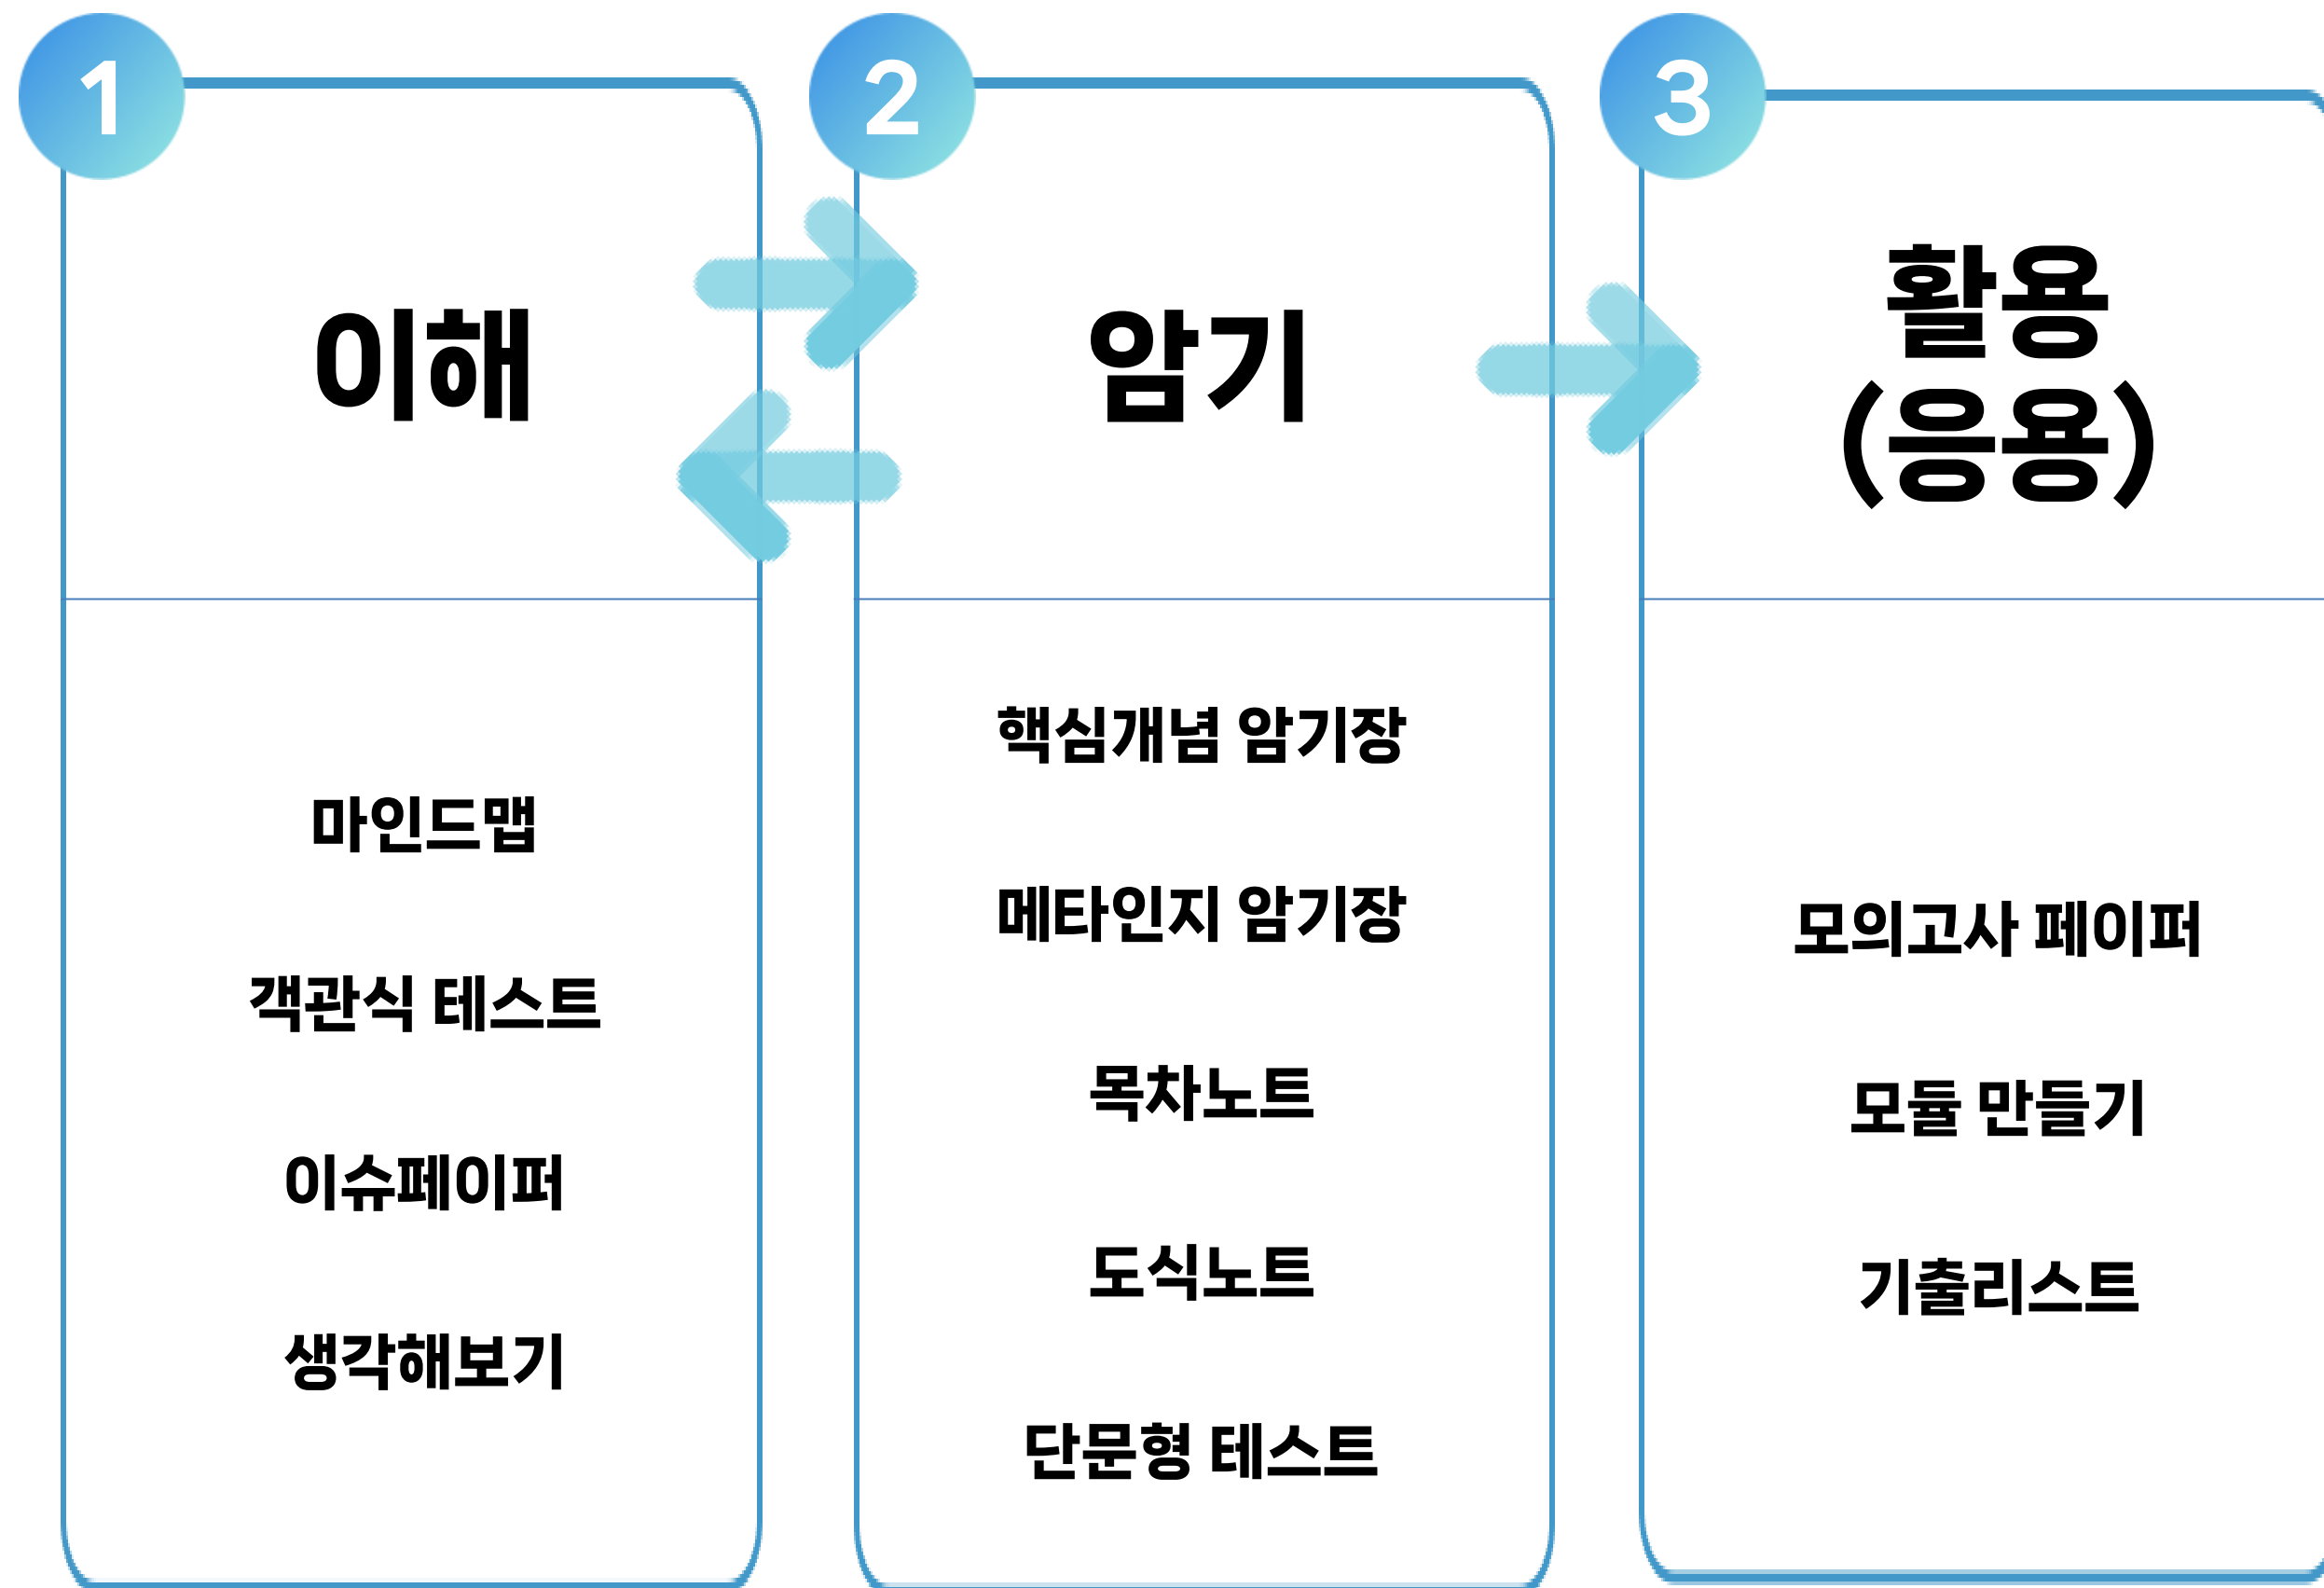 1
이해
마인드맵
객관식 테스트
이슈페이퍼
생각해보기
2
암기
핵심개념 암기장
메타인지 암기장
목차노트
도식노트
단문형 테스트
3
활용
(응용)
모의고사 페이퍼
모듈 만들기
기출리스트